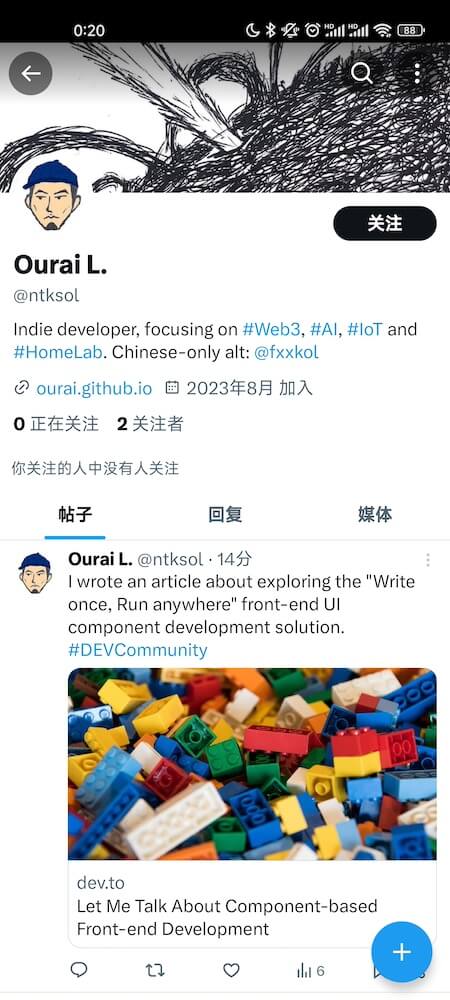 0:20
HD
HD
88
关注
Ourai L.
@ntksol
Indie developer, focusing on #Web3, #AI, #IoT and
#HomeLab. Chinese-only alt: @fxxkol
ourai.github.io 2023年8月 加入
0 正在关注 2 关注者
你关注的人中没有人关注
帖子 回复 媒体
Ourai L. @ntksol · 14分
I wrote an article about exploring the "Write
once, Run anywhere" front-end UI
component development solution.
#DEVCommunity
dev.to
Let Me Talk About Component-based
Front-end Development
6